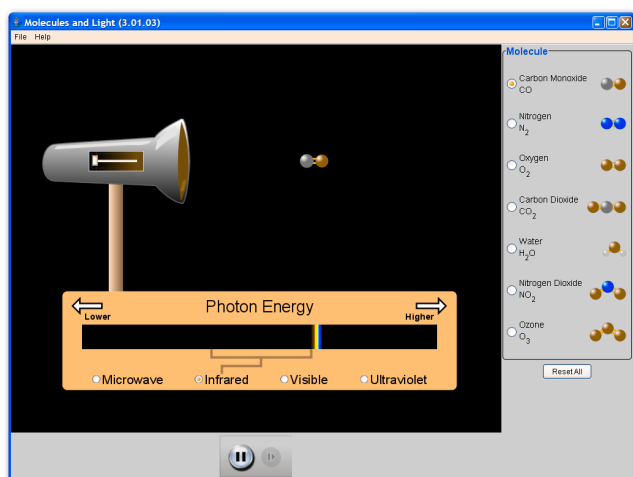 Molecules and Light (3.01.03)
File Help
Molecule
Carbon Monoxide
CO
Nitrogen
N2
Oxygen
O2
Carbon Dioxide
CO2
Water
H2O
Nitrogen Dioxide
NO2
Ozone
O3
Reset All
Photon Energy
Lower Higher
Microwave Infrared Visible Ultraviolet